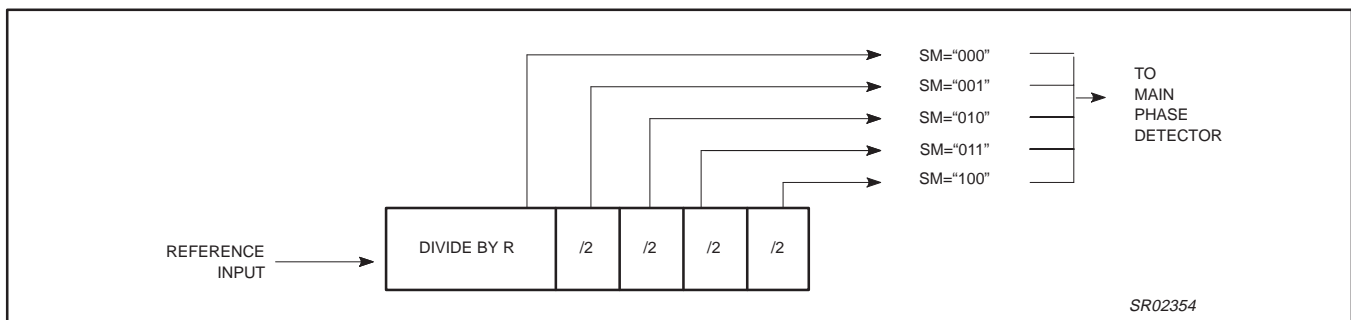 SM=“000”
SM=“001”
SM=“010”
SM=“011”
SM=“100”
TO
MAIN
PHASE
DETECTOR
REFERENCE
INPUT
DIVIDE BY R
/2
/2
/2
/2
SR02354